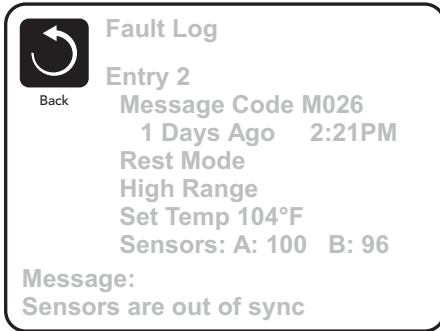 Fault Log
Back
Entry 2
Message Code M026
1 Days Ago 2:21PM
Rest Mode
High Range
Set Temp 104°F
Sensors: A: 100 B: 96
Message:
Sensors are out of sync